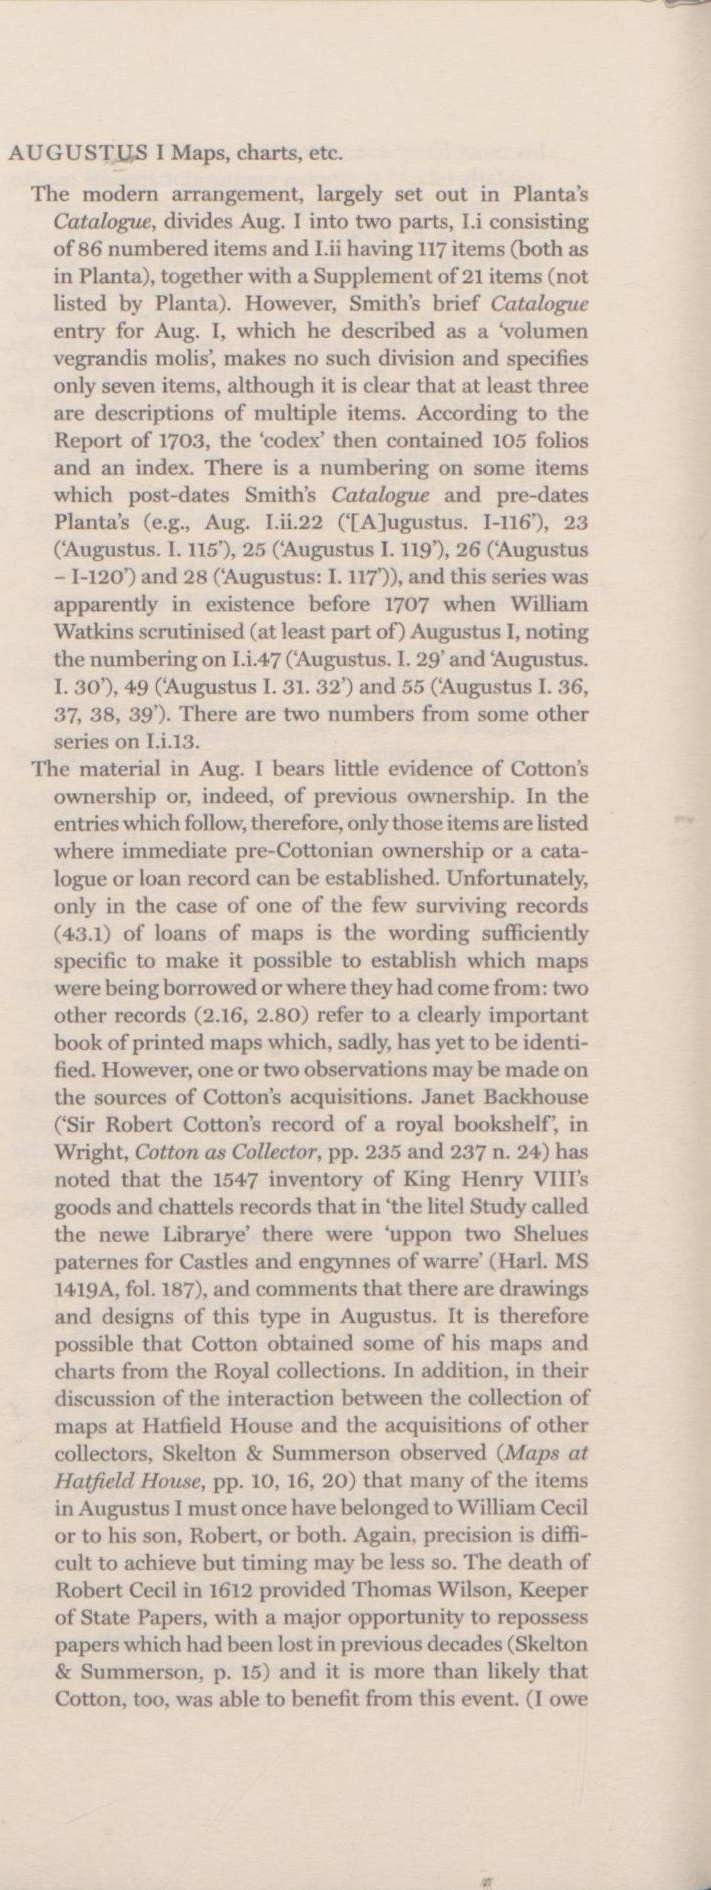 AUGUSTUS I Maps, charts, etc.
The modern arrangement, largely set out in Planta’s
Catalogue, divides Aug. I into two parts, I.i consisting
of 86 numbered items and I.ii having 117 items (both as
in Planta), together with a Supplement of 21 items (not
listed by Planta). However, Smith’s brief Catalogue
entry for Aug. I, which he described as a ‘volumen
vegrandis molis’, makes no such division and specifies
only seven items, although it is clear that at least three
are descriptions of multiple items. According to the
Report of 1703, the ‘codex’ then contained 105 folios
and an index. There is a numbering on some items
which post-dates Smith’s Catalogue and pre-dates
Planta’s (e.g., Aug. I.ii.22 (‘[A]ugustus. I-116’), 23
(‘Augustus. I. 115’), 25 (‘Augustus I. 119’), 26 (‘Augustus
– I-120’) and 28 (‘Augustus: I. 117’)), and this series was
apparently in existence before 1707 when William
Watkins scrutinised (at least part of) Augustus I, noting
the numbering on I.i.47 (‘Augustus. I. 29’ and ‘Augustus.
I. 30’), 49 (‘Augustus I. 31. 32’) and 55 (‘Augustus I. 36,
37, 38, 39’). There are two numbers from some other
series on I.i.13.
The material in Aug. I bears little evidence of Cotton’s
ownership or, indeed, of previous ownership. In the
entries which follow, therefore, only those items are listed
where immediate pre-Cottonian ownership or a cata-
logue or loan record can be established. Unfortunately,
only in the case of one of the few surviving records
(43.1) of loans of maps is the wording sufficiently
specific to make it possible to establish which maps
were being borrowed or where they had come from: two
other records (2.16, 2.80) refer to a clearly important
book of printed maps which, sadly, has yet to be identi-
fied. However, one or two observations may be made on
the sources of Cotton’s acquisitions. Janet Backhouse
(‘Sir Robert Cotton’s record of a royal bookshelf’, in
Wright, Cotton as Collector, pp. 235 and 237 n. 24) has
noted that the 1547 inventory of King Henry VIII’s
goods and chattels records that in ‘the litel Study called
the newe Librarye’ there were ‘uppon two Shelues
paternes for Castles and engynnes of warre’ (Harl. MS
1419A, fol. 187), and comments that there are drawings
and designs of this type in Augustus. It is therefore
possible that Cotton obtained some of his maps and
charts from the Royal collections. In addition, in their
discussion of the interaction between the collection of
maps at Hatfield House and the acquisitions of other
collectors, Skelton & Summerson observed (Maps at
Hatfield House, pp. 10, 16, 20) that many of the items
in Augustus I must once have belonged to William Cecil
or to his son, Robert, or both. Again, precision is diffi-
cult to achieve but timing may be less so. The death of
Robert Cecil in 1612 provided Thomas Wilson, Keeper
of State Papers, with a major opportunity to repossess
papers which had been lost in previous decades (Skelton
& Summerson, p. 15) and it is more than likely that
Cotton, too, was able to benefit from this event. (I owe